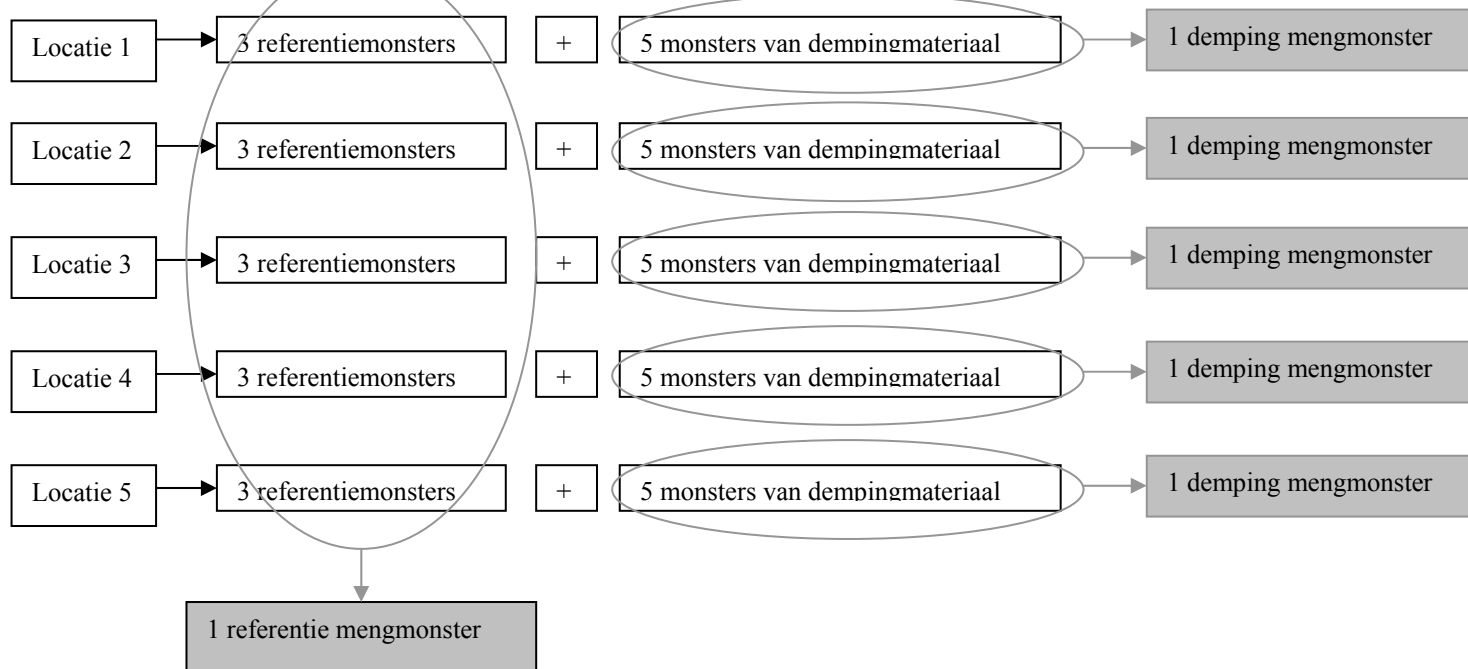 Locatie 1 3 referentiemonsters + 5 monsters van dempingmateriaal 1 demping mengmonster
Locatie 2 3 referentiemonsters + 5 monsters van dempingmateriaal 1 demping mengmonster
Locatie 3 3 referentiemonsters + 5 monsters van dempingmateriaal 1 demping mengmonster
Locatie 4 3 referentiemonsters + 5 monsters van dempingmateriaal 1 demping mengmonster
Locatie 5 3 referentiemonsters + 5 monsters van dempingmateriaal 1 demping mengmonster
1 referentie mengmonster